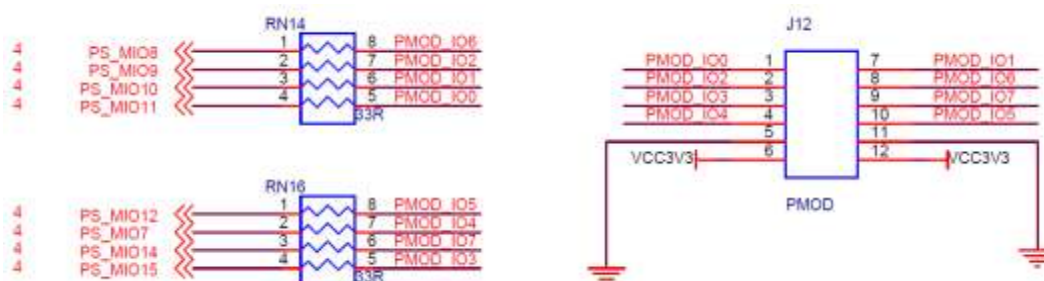 RN14
4 PS_MIO8 1 8 PMOD_IO6
4 PS_MIO9 2 7 PMOD_IO2
4 PS_MIO10 3 6 PMOD_IO1
4 PS_MIO11 4 5 PMOD_IO0
33R
RN16
4 PS_MIO12 1 8 PMOD_IO5
4 PS_MIO7 2 7 PMOD_IO4
4 PS_MIO14 3 6 PMOD_IO7
4 PS_MIO15 4 5 PMOD_IO3
33R
J12
PMOD_IO0 1 7 PMOD_IO1
PMOD_IO2 2 8 PMOD_IO6
PMOD_IO3 3 9 PMOD_IO7
PMOD_IO4 4 10 PMOD_IO5
5 11
VCC3V3 6 12 VCC3V3
PMOD